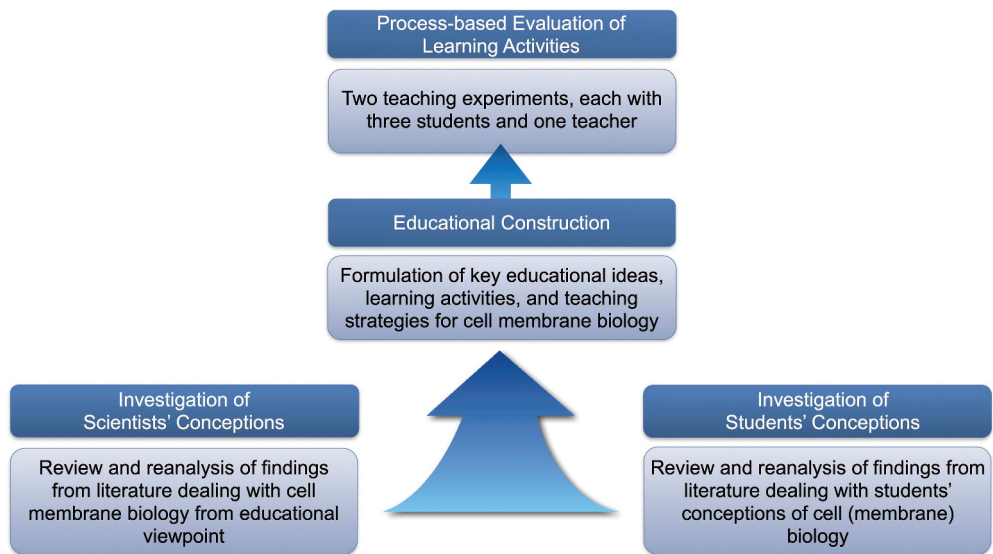 Process-based Evaluation of
Learning Activities
Two teaching experiments, each with
three students and one teacher
Educational Construction
Formulation of key educational ideas,
learning activities, and teaching
strategies for cell membrane biology
Investigation of
Scientists’ Conceptions
Review and reanalysis of findings
from literature dealing with cell
membrane biology from educational
viewpoint
Investigation of
Students’ Conceptions
Review and reanalysis of findings from
literature dealing with students’
conceptions of cell (membrane)
biology